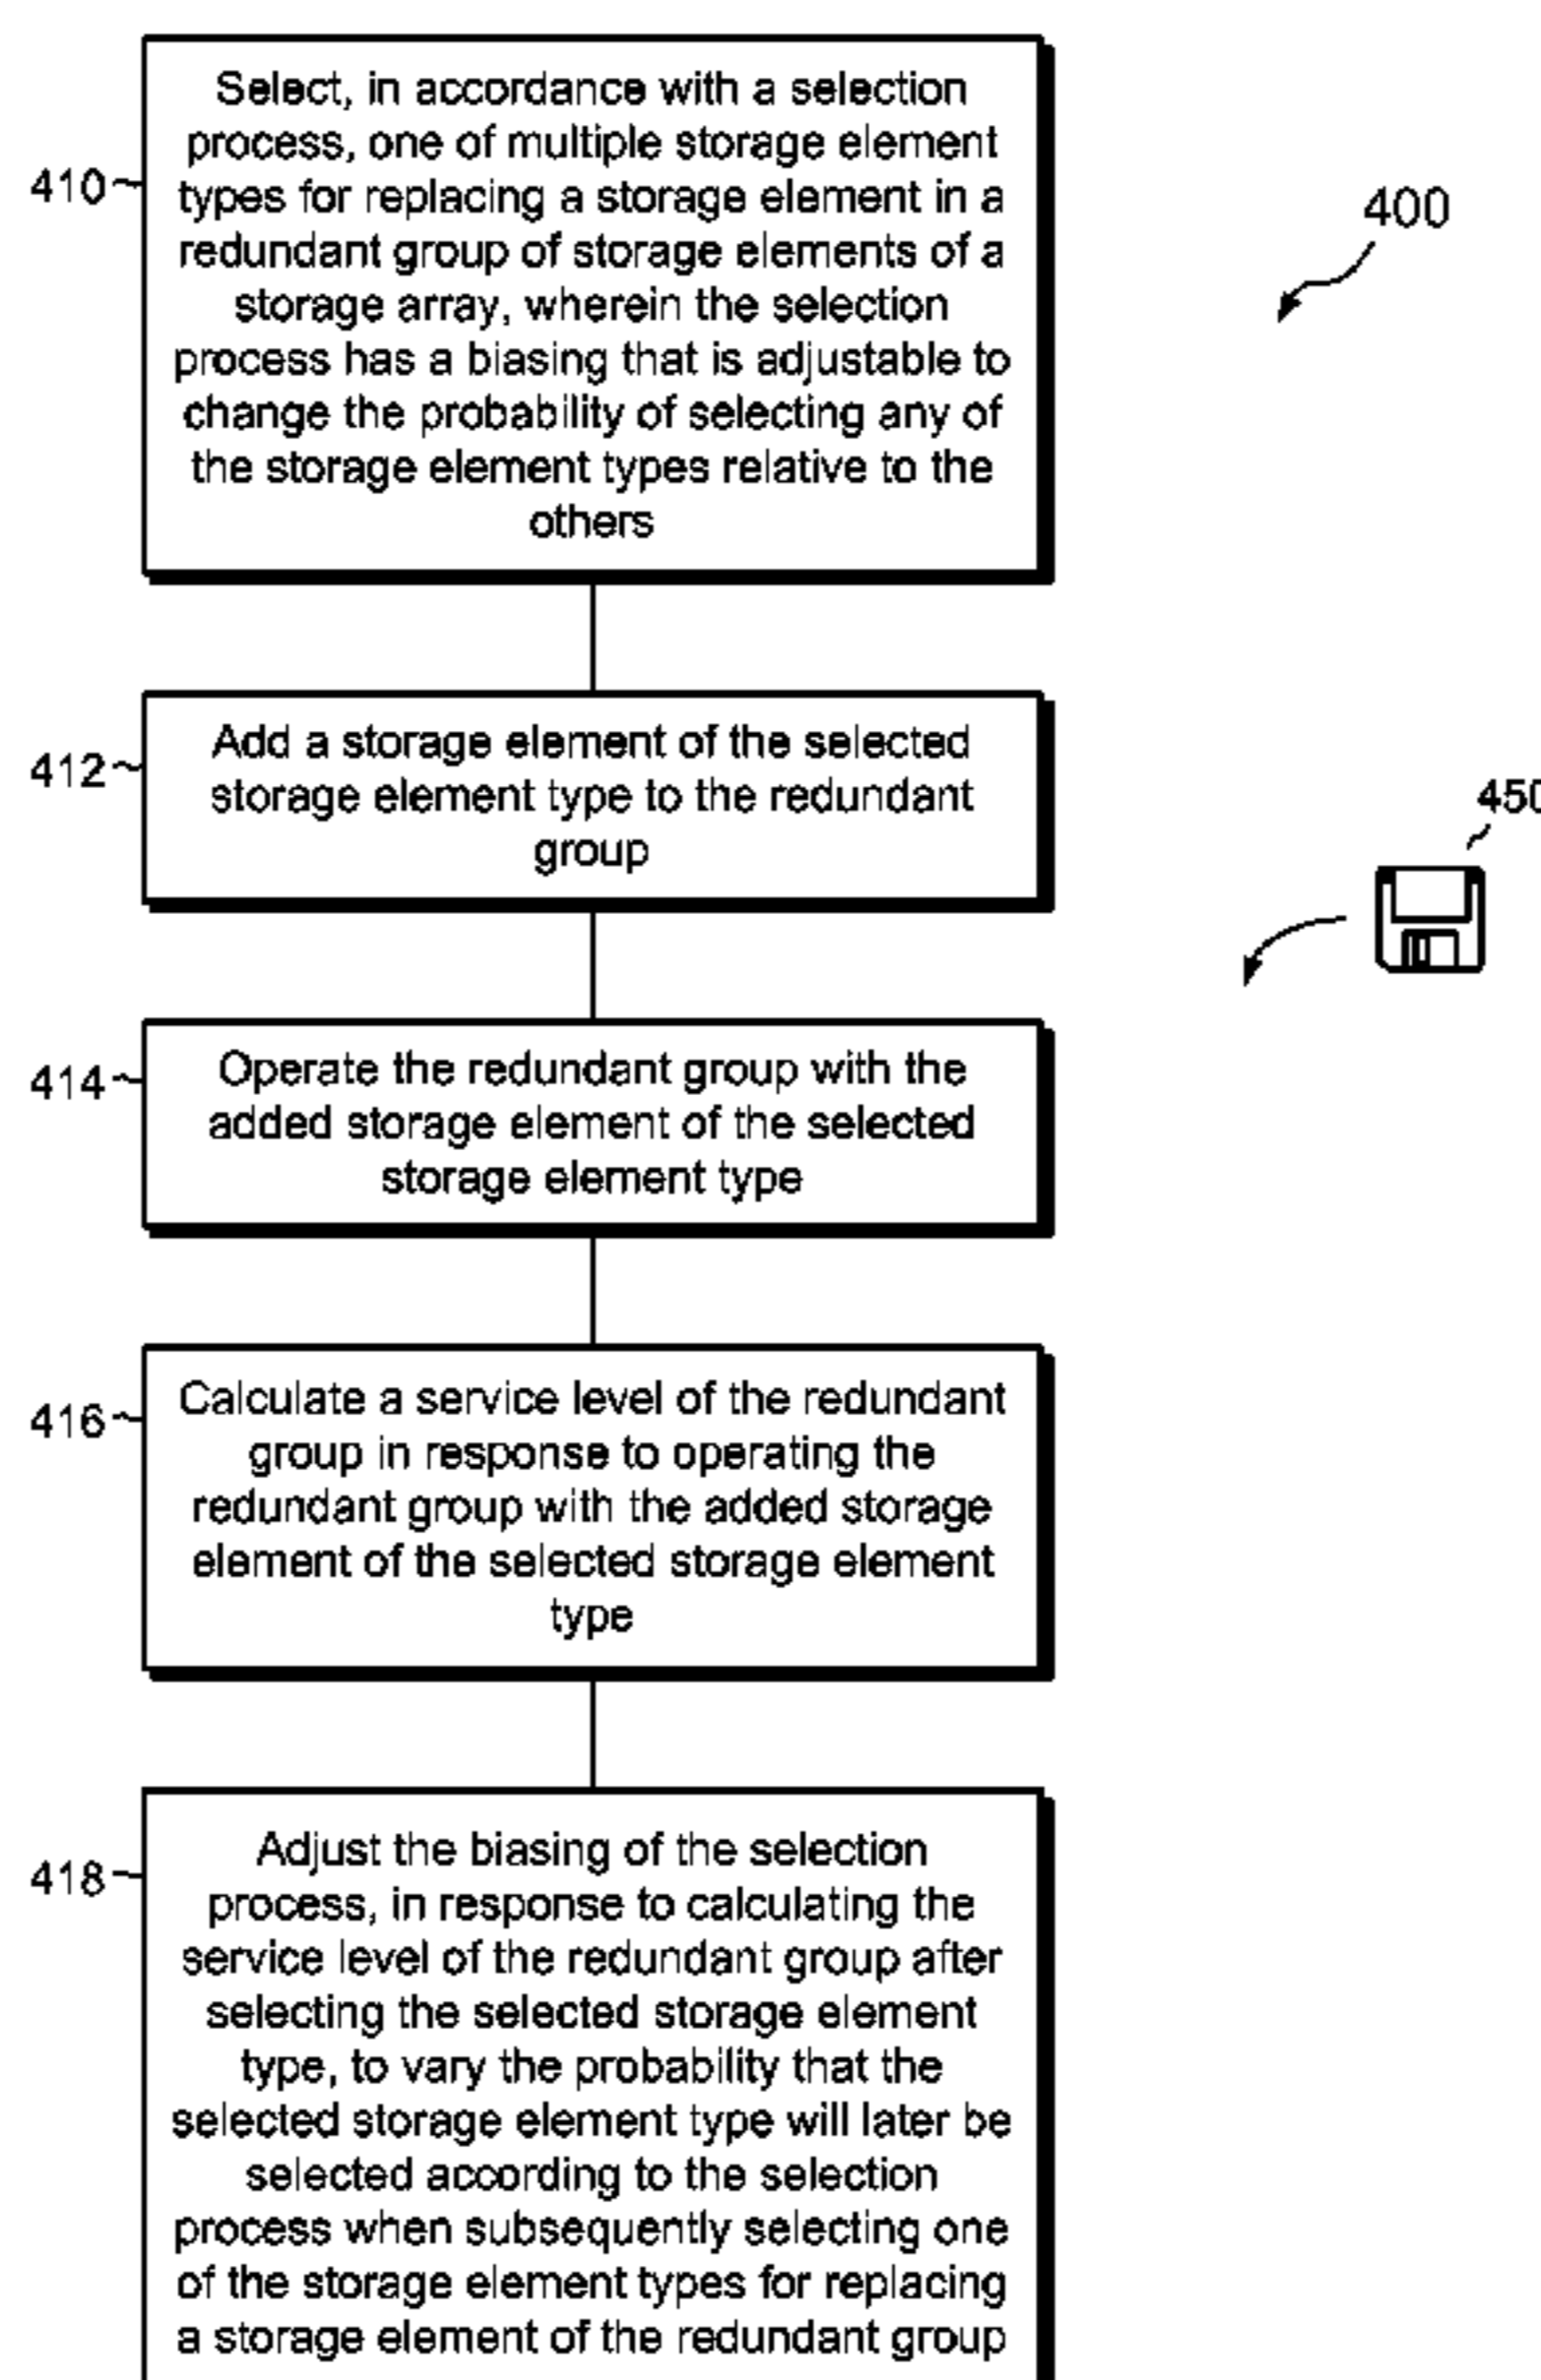 Select, in accordance with a selection
process, one of multiple storage element
types for replacing a storage element in a
redundant group of storage elements of a
storage array, wherein the selection
process has a biasing that is adjustable to
change the probability of selecting any of
the storage element types relative to the
others
410
400
Add a storage element of the selected
storage element type to the redundant
group
412
450
Operate the redundant group with the
added storage element of the selected
storage element type
414
Calculate a service level of the redundant
group in response to operating the
redundant group with the added storage
element of the selected storage element
type
416
Adjust the biasing of the selection
process, in response to calculating the
service level of the redundant group after
selecting the selected storage element
type, to vary the probability that the
selected storage element type will later be
selected according to the selection
process when subsequently selecting one
of the storage element types for replacing
a storage element of the redundant group
418